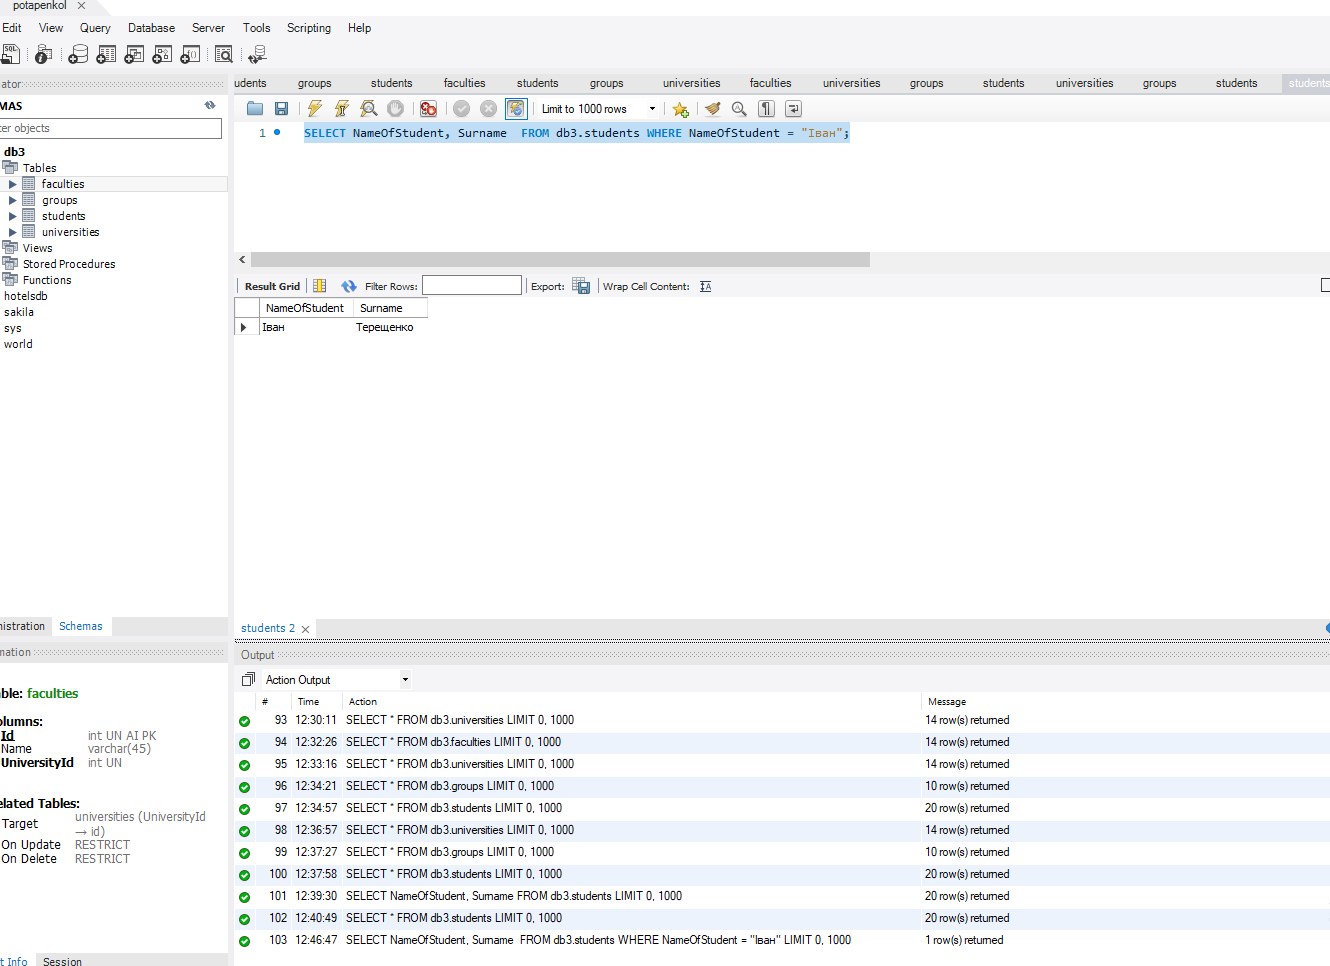 potapenkol
Edit View Query Database Server Tools Scripting Help
ator
udents groups students faculties students groups universities faculties universities groups students universities groups students students
MAS
Limit to 1000 rows
ter objects
1 SELECT NameOfStudent, Surname FROM db3.students WHERE NameOfStudent = "Іван";
db3
Tables
faculties
groups
students
universities
Views
Stored Procedures
Functions
hotelsdb
sakila
sys
world
Result Grid Filter Rows: Export: Wrap Cell Content:
NameOfStudent Surname
Іван Терещенко
nistration Schemas
students 2
mation
Output
Action Output
ble: faculties
olumns:
Id int UN AI PK
Name varchar(45)
UniversityId int UN
elated Tables:
Target universities (UniversityId → id)
On Update RESTRICT
On Delete RESTRICT
# Time Action Message
93 12:30:11 SELECT * FROM db3.universities LIMIT 0, 1000 14 row(s) returned
94 12:32:26 SELECT * FROM db3.faculties LIMIT 0, 1000 14 row(s) returned
95 12:33:16 SELECT * FROM db3.universities LIMIT 0, 1000 14 row(s) returned
96 12:34:21 SELECT * FROM db3.groups LIMIT 0, 1000 10 row(s) returned
97 12:34:57 SELECT * FROM db3.students LIMIT 0, 1000 20 row(s) returned
98 12:36:57 SELECT * FROM db3.universities LIMIT 0, 1000 14 row(s) returned
99 12:37:27 SELECT * FROM db3.groups LIMIT 0, 1000 10 row(s) returned
100 12:37:58 SELECT * FROM db3.students LIMIT 0, 1000 20 row(s) returned
101 12:39:30 SELECT NameOfStudent, Surname FROM db3.students LIMIT 0, 1000 20 row(s) returned
102 12:40:49 SELECT * FROM db3.students LIMIT 0, 1000 20 row(s) returned
103 12:46:47 SELECT NameOfStudent, Surname FROM db3.students WHERE NameOfStudent = "Іван" LIMIT 0, 1000 1 row(s) returned
t Info Session